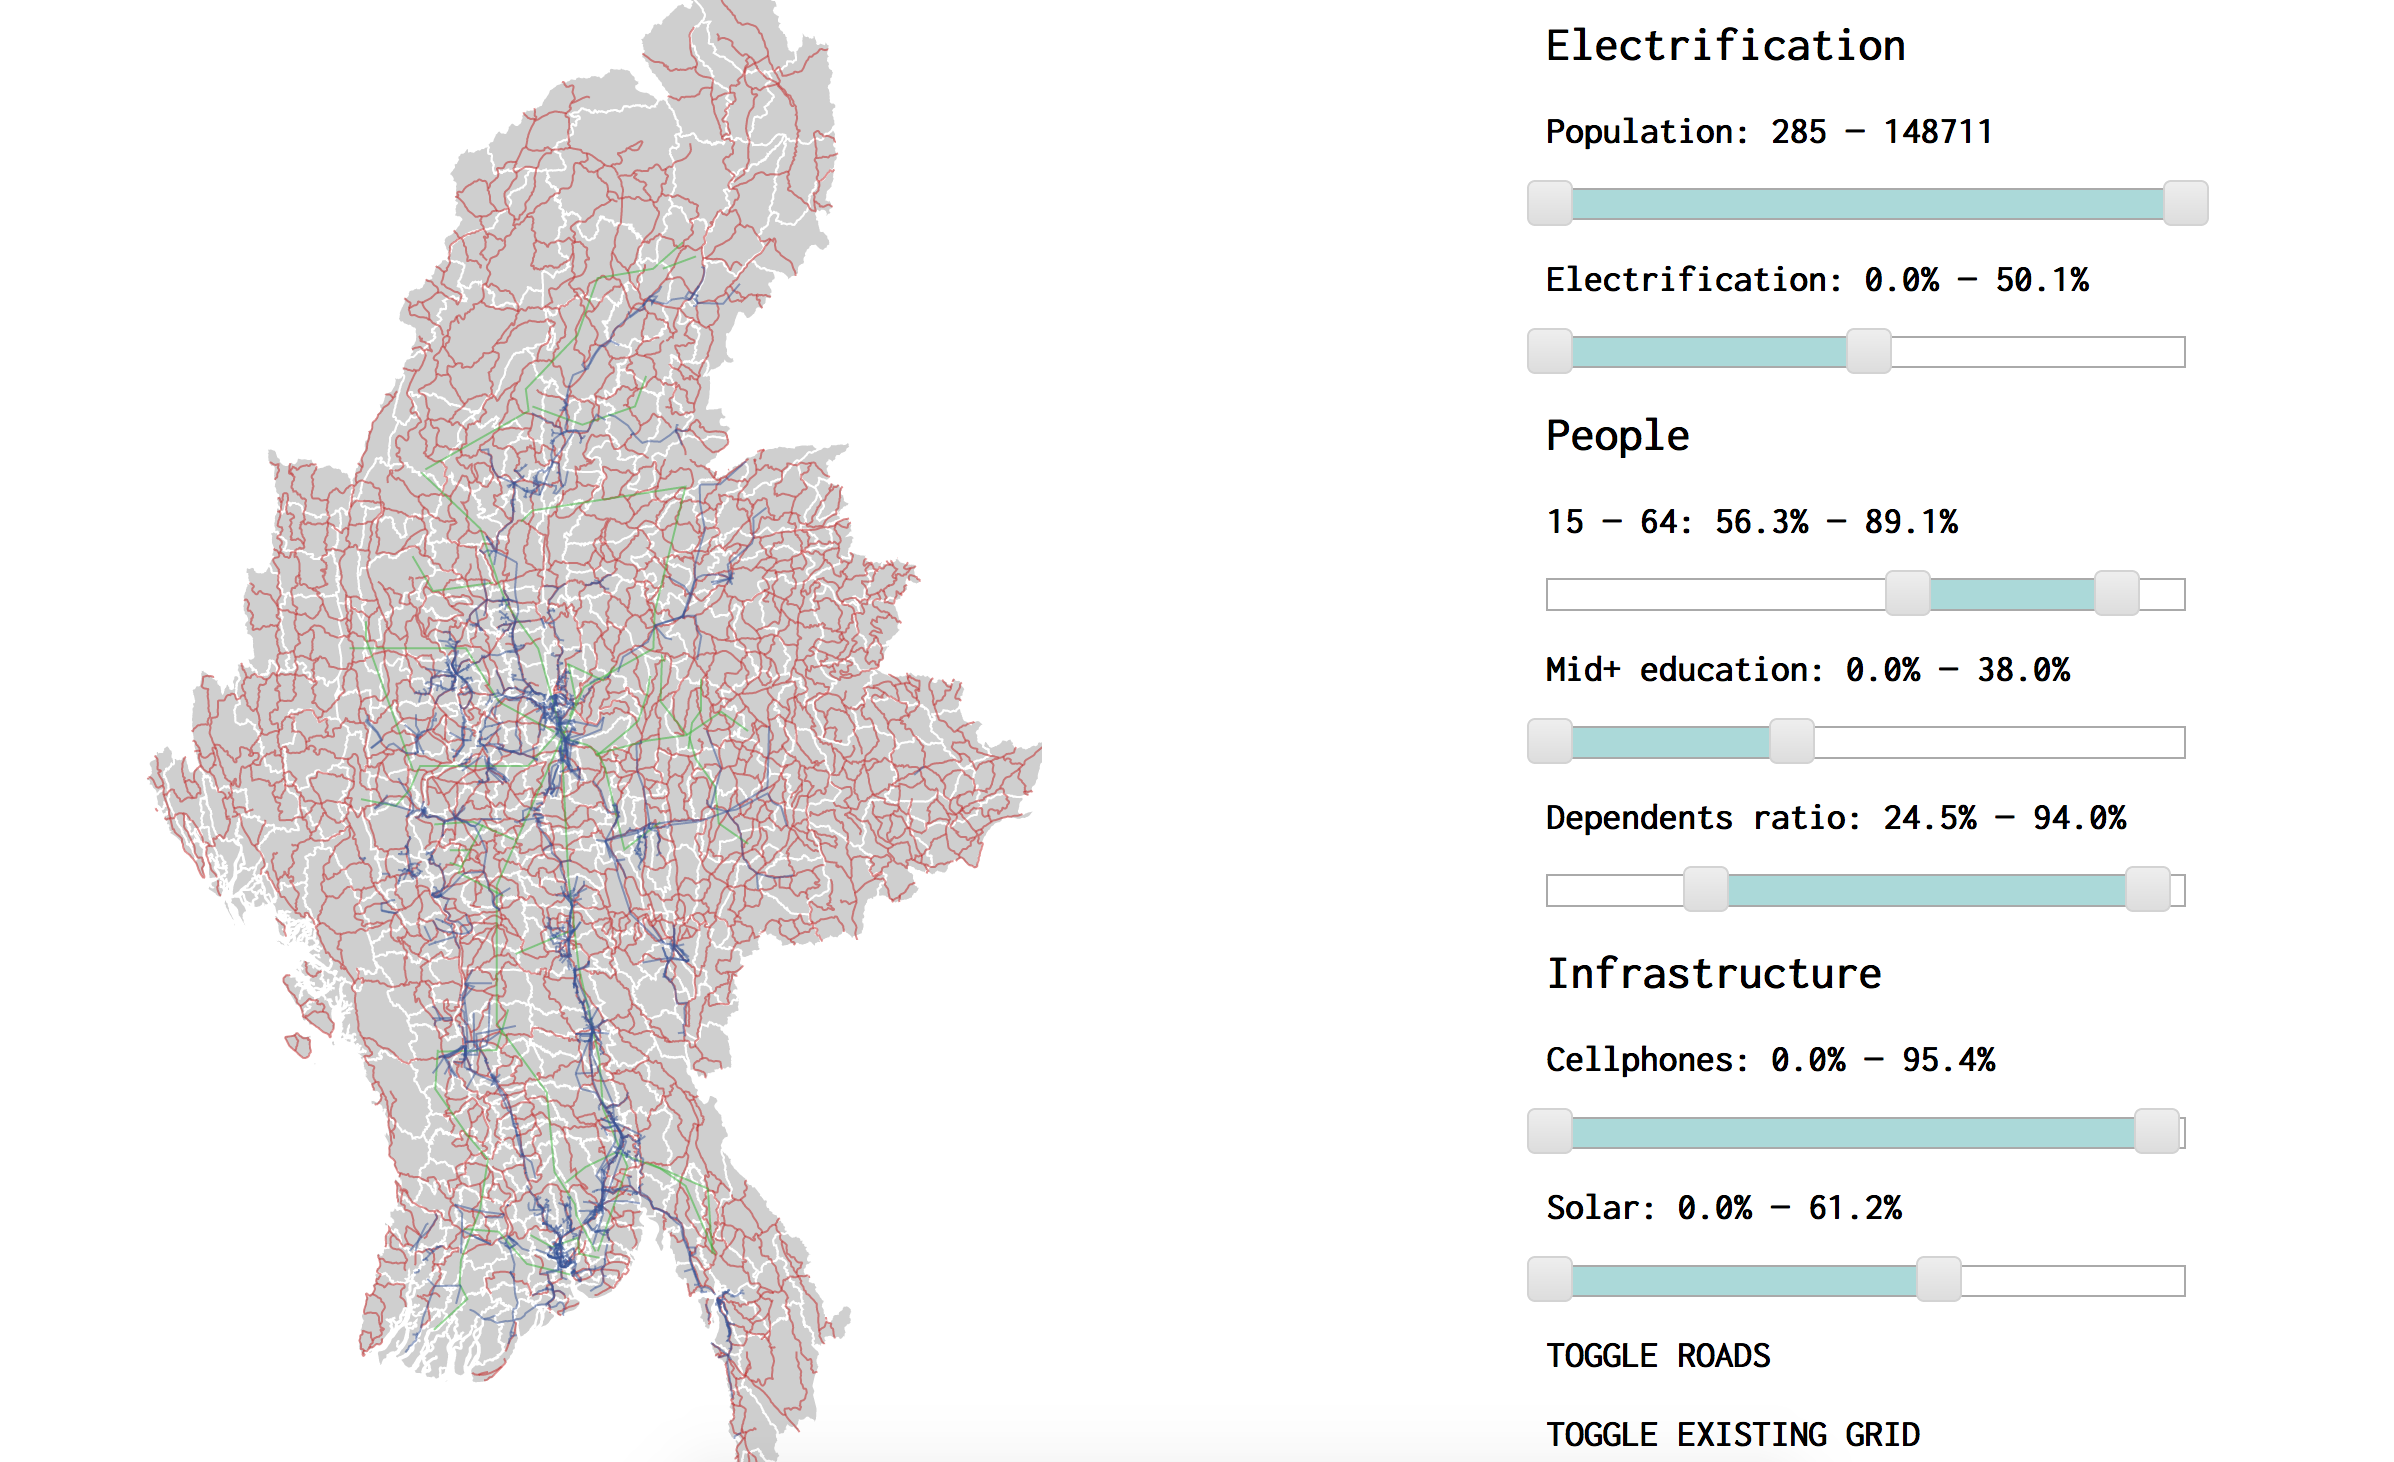 Electrification
Population: 285 — 148711
Electrification: 0.0% — 50.1%
People
15 — 64: 56.3% — 89.1%
Mid+ education: 0.0% — 38.0%
Dependents ratio: 24.5% — 94.0%
Infrastructure
Cellphones: 0.0% — 95.4%
Solar: 0.0% — 61.2%
TOGGLE ROADS
TOGGLE EXISTING GRID